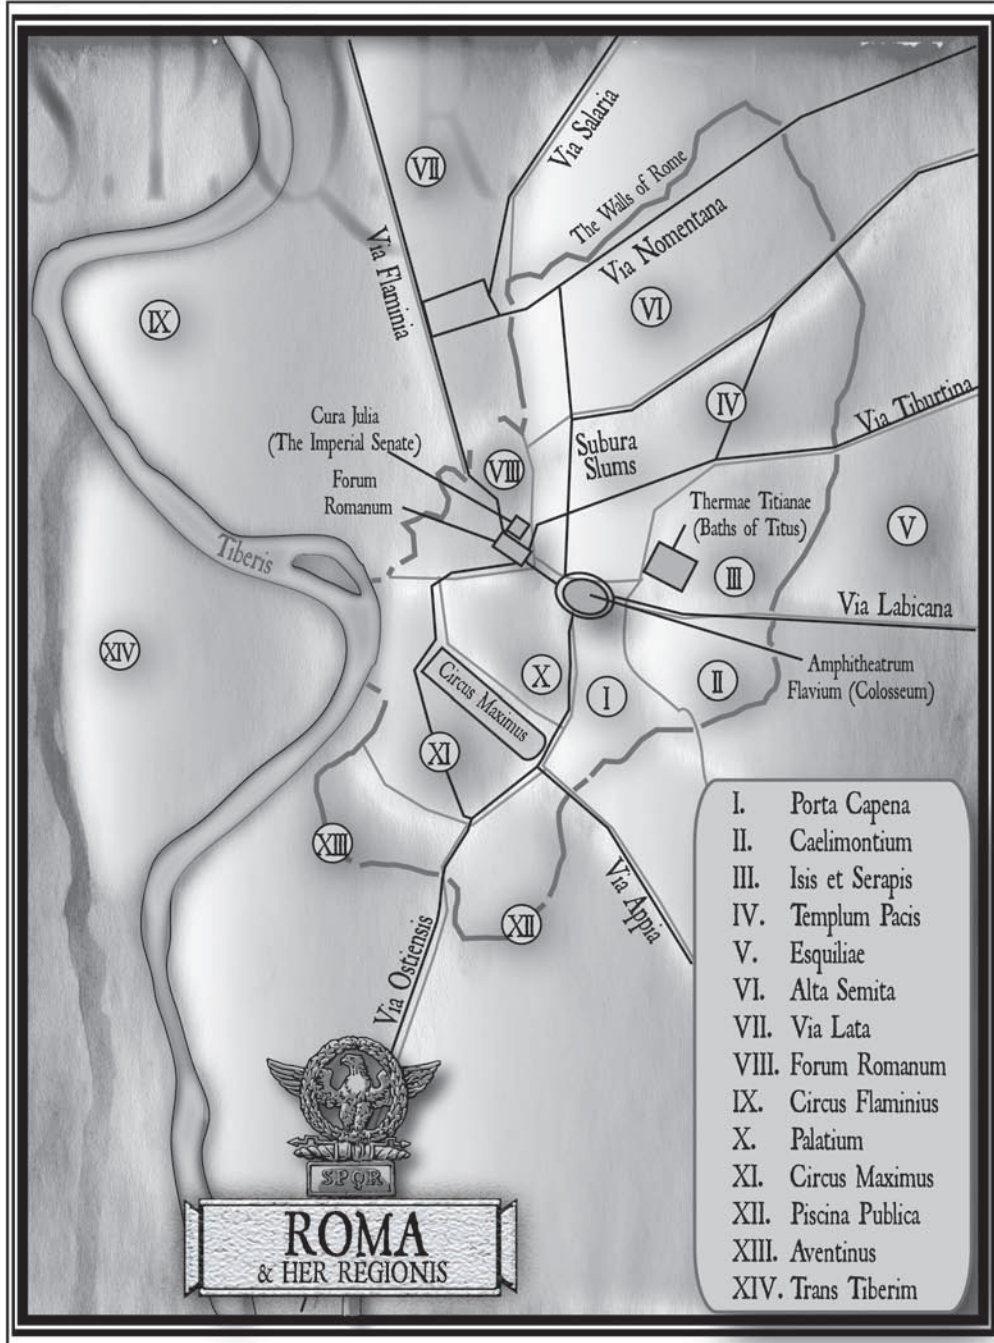 S.P.Q.R.
VII
Via Salaria
The Walls of Rome
Via Nomentana
Via Flaminia
IX
VI
IV
Via Tiburtina
Cura Julia
(The Imperial Senate)
VIII
Subura
Slums
Forum
Romanum
Thermae Titianae
(Baths of Titus)
V
Tiberis
III
Via Labicana
XIV
X
I
II
Amphitheatrum
Flavium (Colosseum)
Circus Maximus
XI
XIII
XII
Via Appia
Via Ostiensis
I. Porta Capena
II. Caelimontium
III. Isis et Serapis
IV. Templum Pacis
V. Esquiliae
VI. Alta Semita
VII. Via Lata
VIII. Forum Romanum
IX. Circus Flaminius
X. Palatium
XI. Circus Maximus
XII. Piscina Publica
XIII. Aventinus
XIV. Trans Tiberim
SPQR
ROMA
& HER REGIONIS